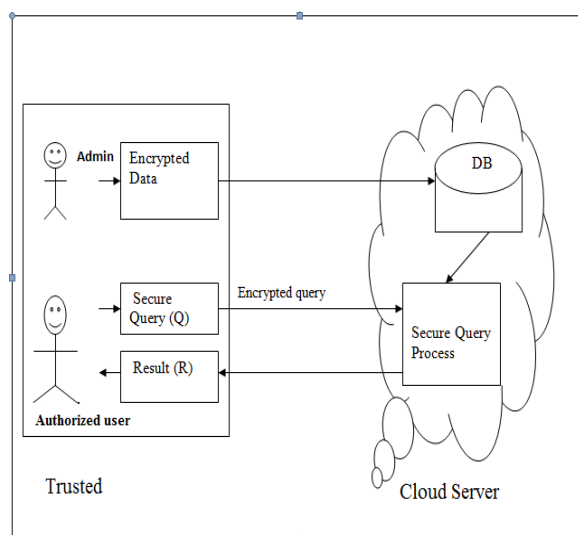 Admin
Encrypted
Data
DB
Secure
Query (Q)
Encrypted query
Secure Query
Process
Result (R)
Authorized user
Trusted
Cloud Server